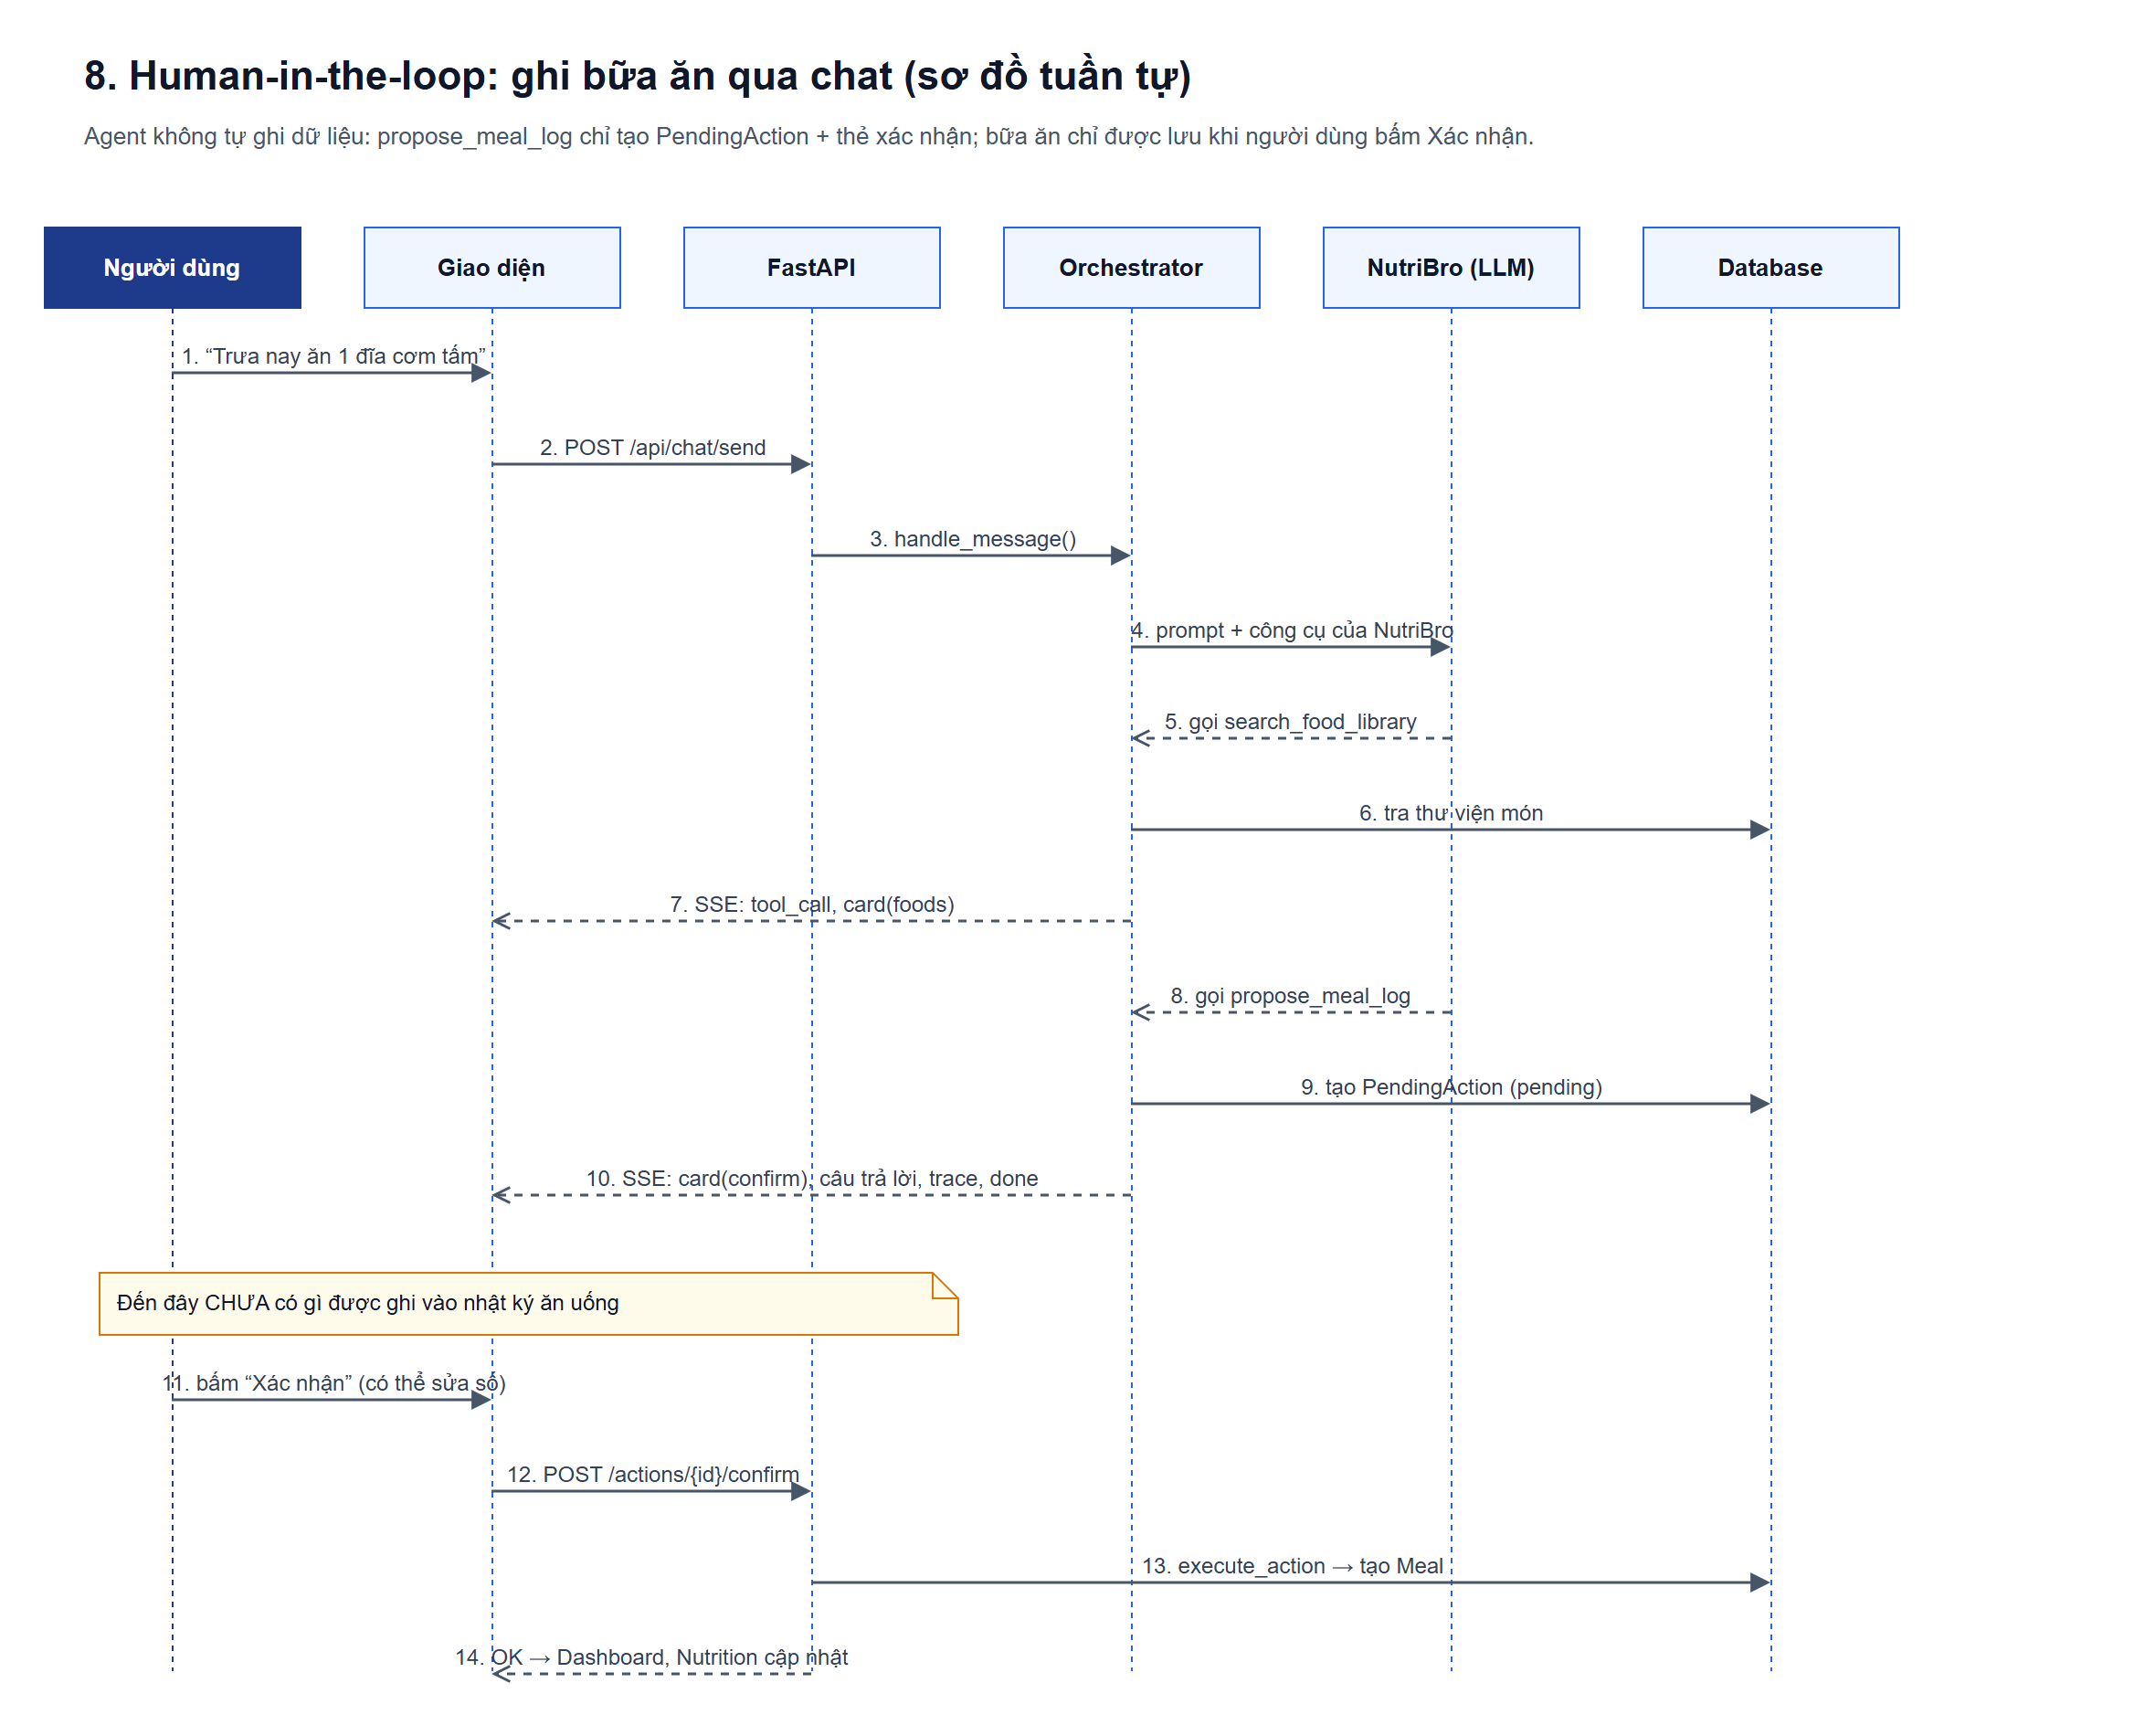 8. Human-in-the-loop: ghi bữa ăn qua chat (sơ đồ tuần tự)
Agent không tự ghi dữ liệu: propose_meal_log chỉ tạo PendingAction + thẻ xác nhận; bữa ăn chỉ được lưu khi người dùng bấm Xác nhận.
Người dùng
Giao diện
FastAPI
Orchestrator
NutriBro (LLM)
Database
1. “Trưa nay ăn 1 đĩa cơm tấm”
2. POST /api/chat/send
3. handle_message()
4. prompt + công cụ của NutriBro
5. gọi search_food_library
6. tra thư viện món
7. SSE: tool_call, card(foods)
8. gọi propose_meal_log
9. tạo PendingAction (pending)
10. SSE: card(confirm), câu trả lời, trace, done
Đến đây CHƯA có gì được ghi vào nhật ký ăn uống
11. bấm “Xác nhận” (có thể sửa số)
12. POST /actions/{id}/confirm
13. execute_action → tạo Meal
14. OK → Dashboard, Nutrition cập nhật